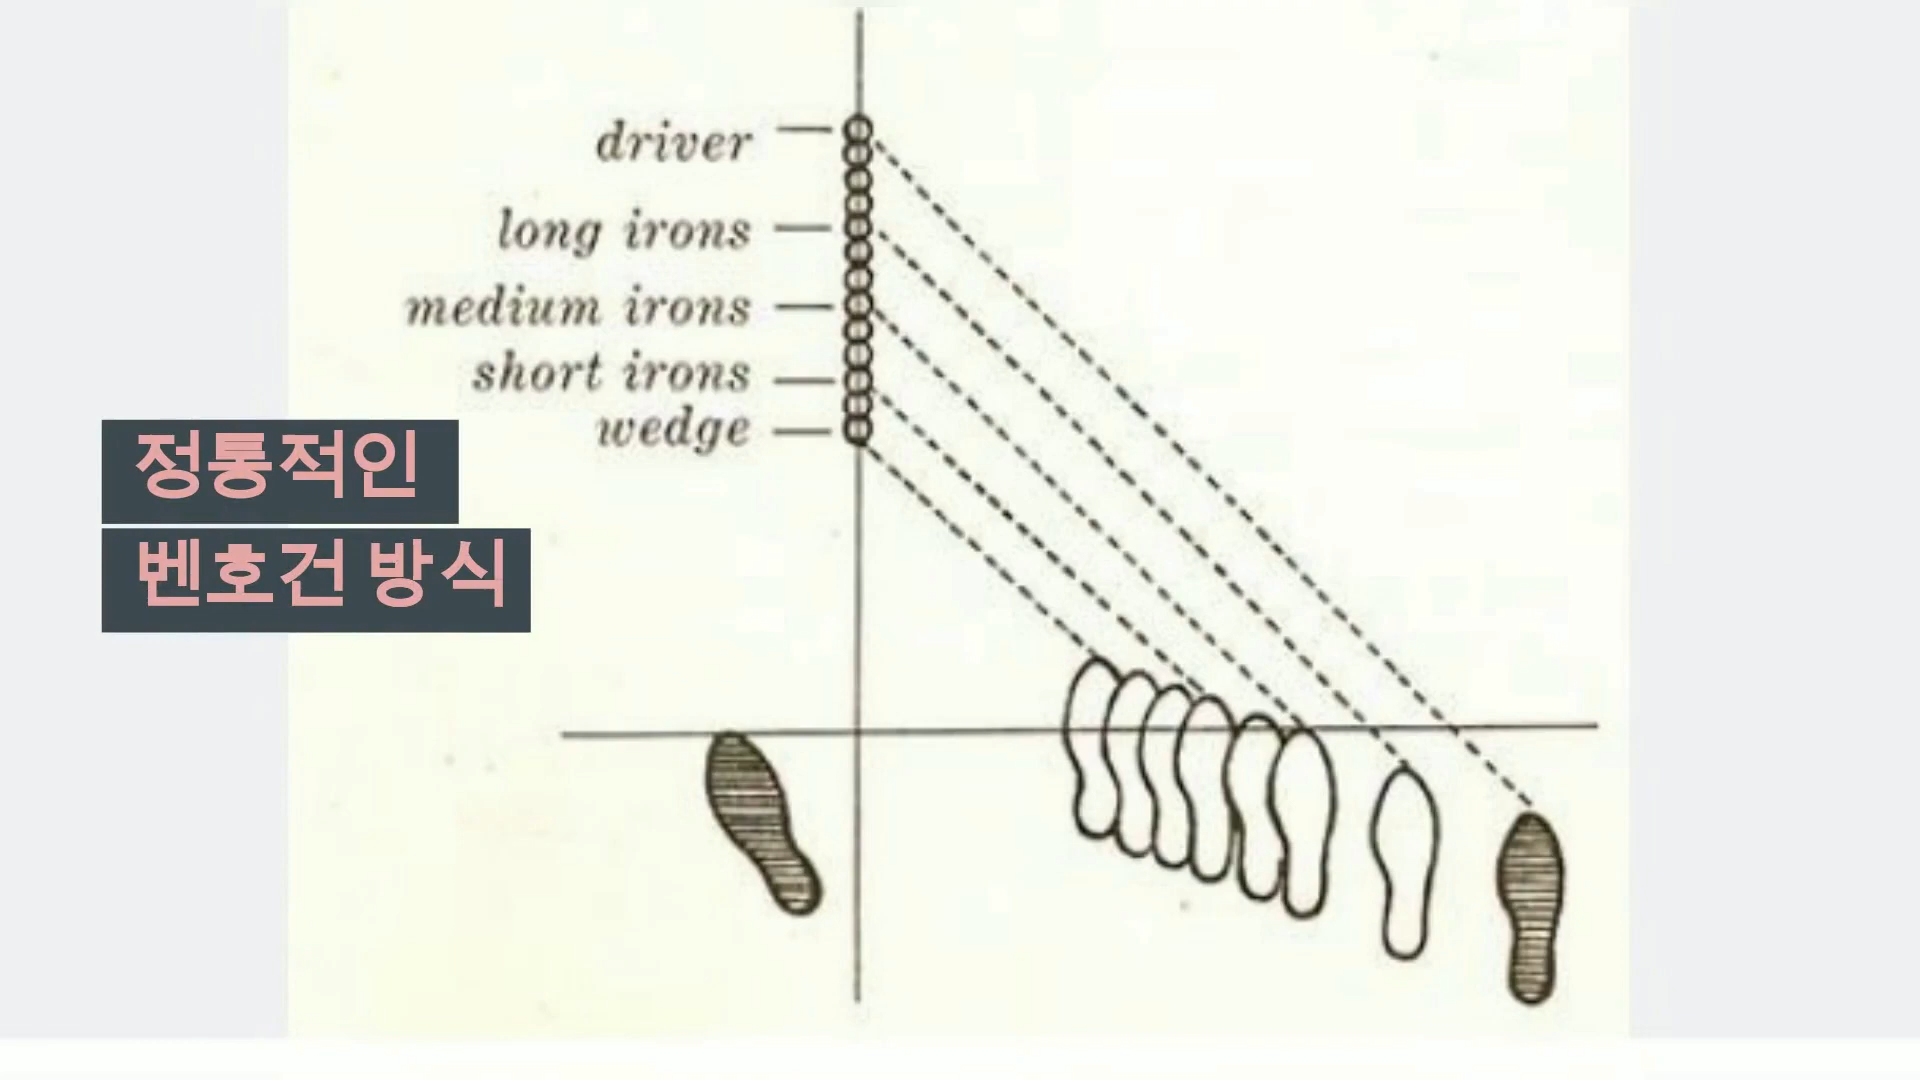 driver
long irons
medium irons
short irons
wedge
정통적인
벤호건 방식